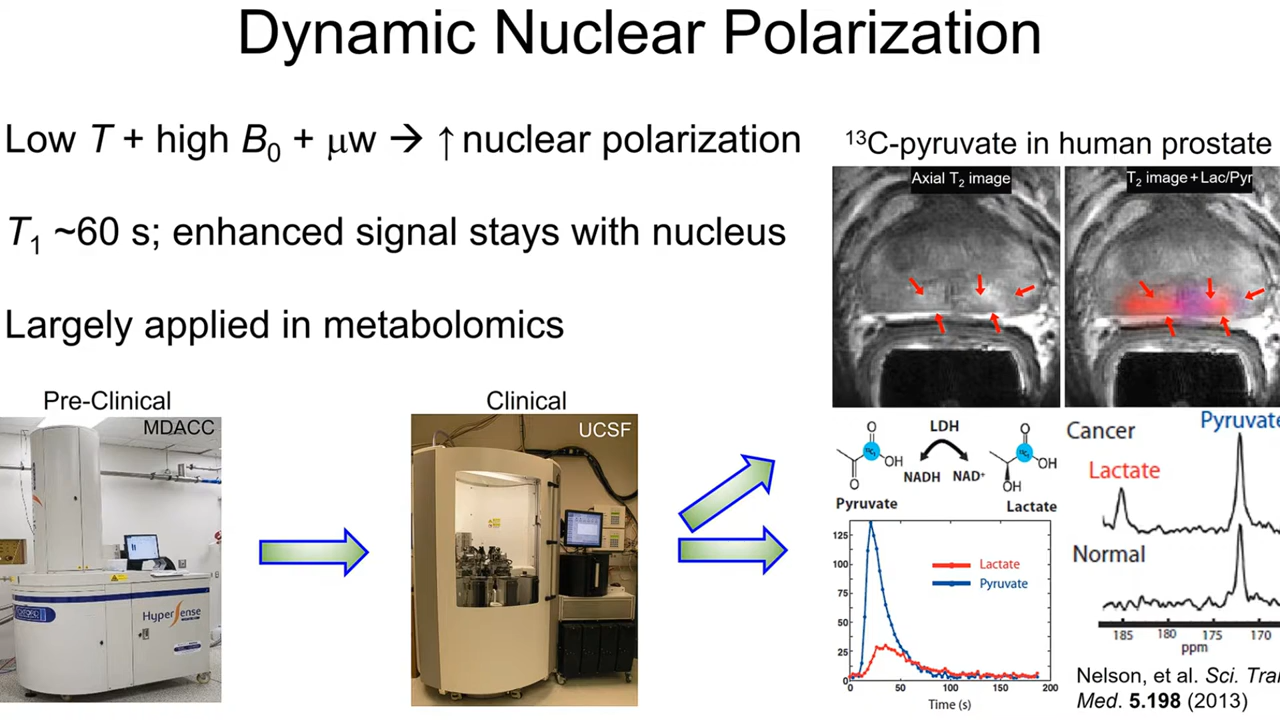 Dynamic Nuclear Polarization
Low T + high B0 + μw → ↑ nuclear polarization
T1 ~60 s; enhanced signal stays with nucleus
Largely applied in metabolomics
13C-pyruvate in human prostate
Axial T2 image
T2 image + Lac/Pyr
Pre-Clinical
MDACC
OXFORD
HyperSense
Clinical
UCSF
O
13C1
OH
O
Pyruvate
LDH
NADH
NAD+
O
13C1
OH
OH
Lactate
125
100
75
50
25
0
Lactate
Pyruvate
0
50
100
150
200
Time (s)
Cancer
Pyruvate
Lactate
Normal
185
180
175
170
ppm
Nelson, et al. Sci. Tra
Med. 5.198 (2013)